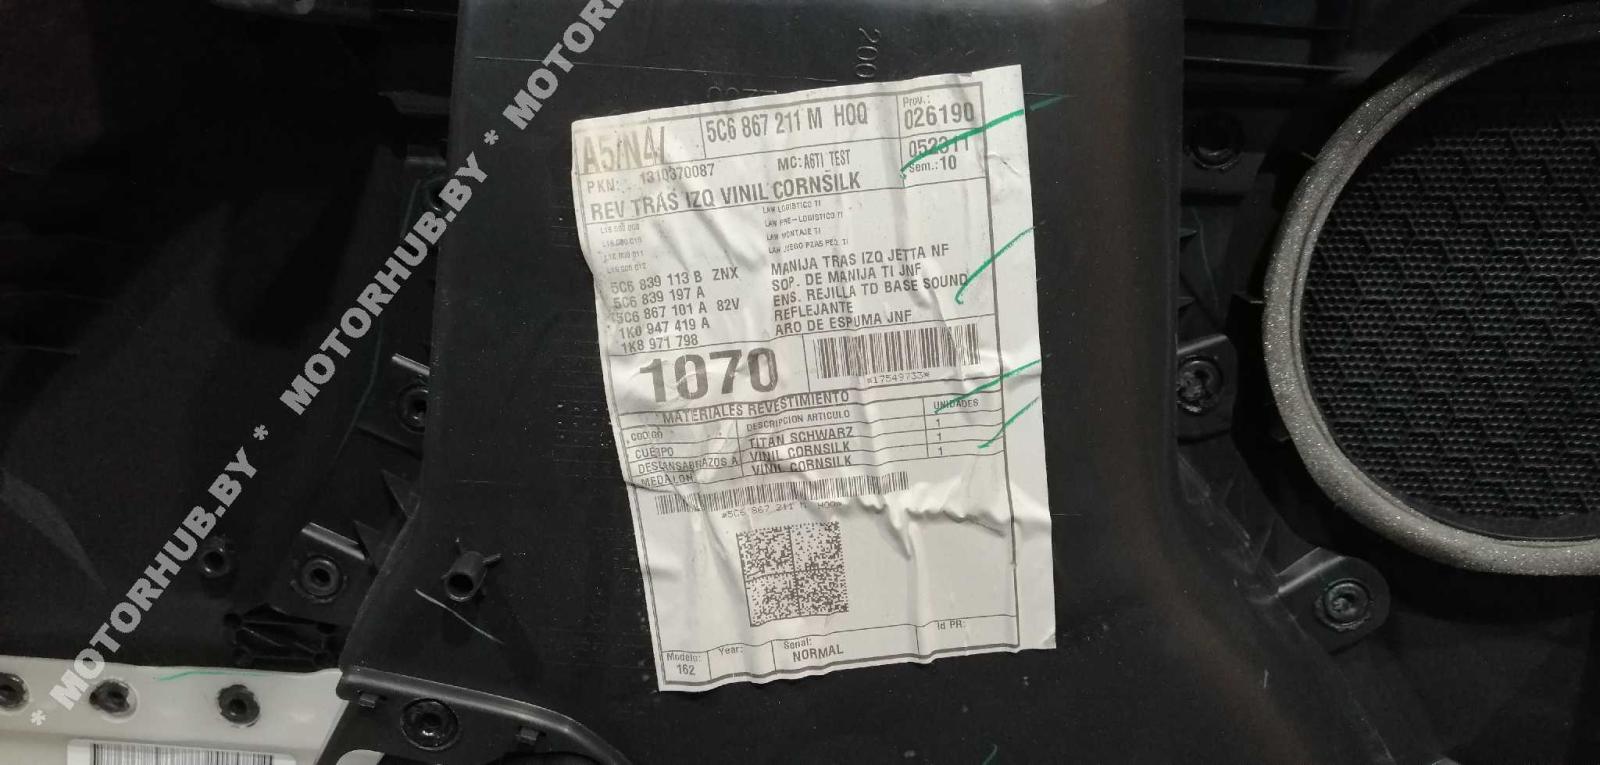 MOTORHUB.BY * MOTORHUB.BY * MOTORHUB.BY * MOTORHUB.BY
200
A5/N4/
5C6 867 211 M H0Q
Prov.:
026190
PKN: 1310370087
MC: A6TI TEST
052311
Sem.: 10
REV TRAS IZQ VINIL CORNSILK
LAW LOGISTICO TI
LAW PRE-LOGISTICO TI
LAW MONTAJE TI
LAW JUEGO PZAS PED. TI
5C6 839 113 B ZNX MANIJA TRAS IZQ JETTA NF
5C6 839 197 A SOP. DE MANIJA TI JNF
5C6 867 101 A 82V ENS. REJILLA TD BASE SOUND
1K0 947 419 A REFLEJANTE
1K8 971 798 ARO DE ESPUMA JNF
1070
*17549733*
MATERIALES REVESTIMIENTO
CODIGO DESCRIPCION ARTICULO UNIDADES
CUERPO TITAN SCHWARZ 1
DESCANSABRAZOS A VINIL CORNSILK 1
MEDALLON VINIL CORNSILK 1
*5C6 867 211 M H0Q*
Modelo:
162
Year:
Serial:
NORMAL
Id PR: